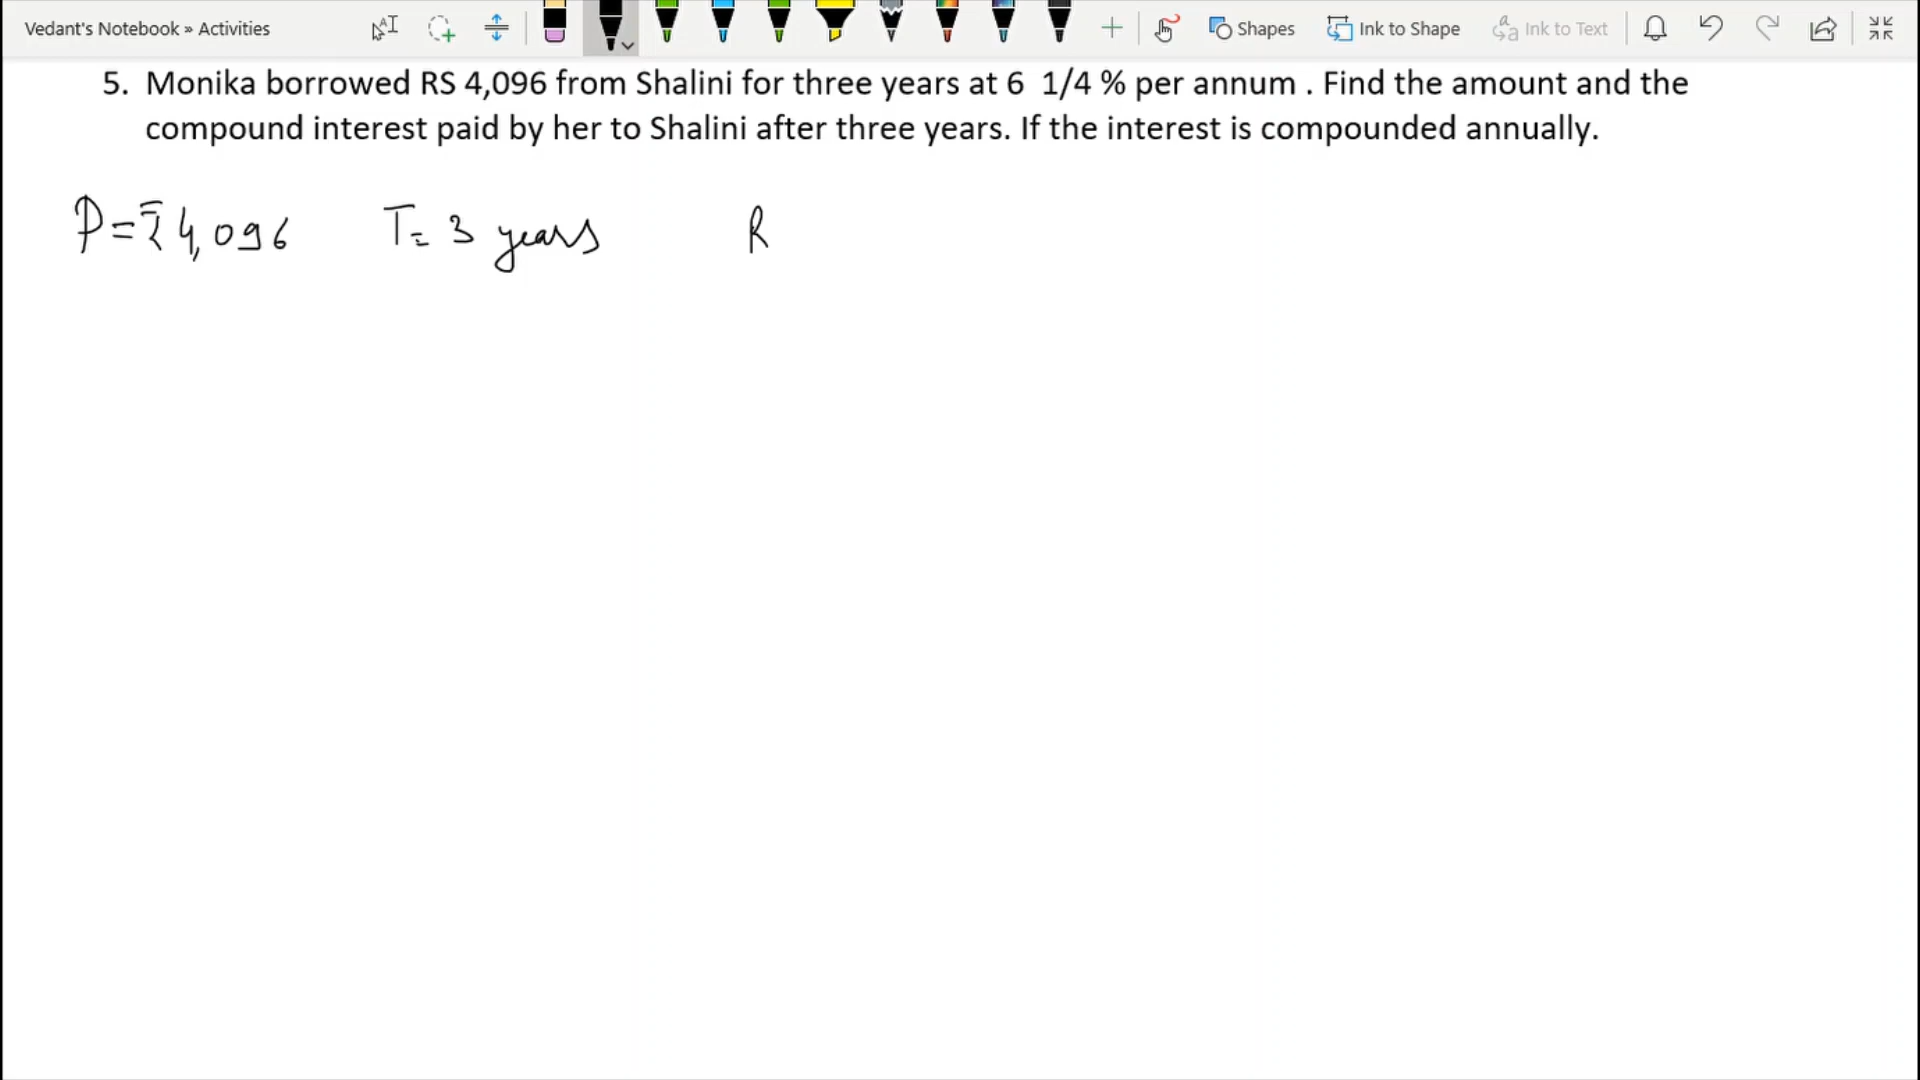 Vedant's Notebook » Activities
Shapes
Ink to Shape
Ink to Text
5. Monika borrowed RS 4,096 from Shalini for three years at 6 1/4 % per annum . Find the amount and the
compound interest paid by her to Shalini after three years. If the interest is compounded annually.
P=₹4,096 T= 3 years R